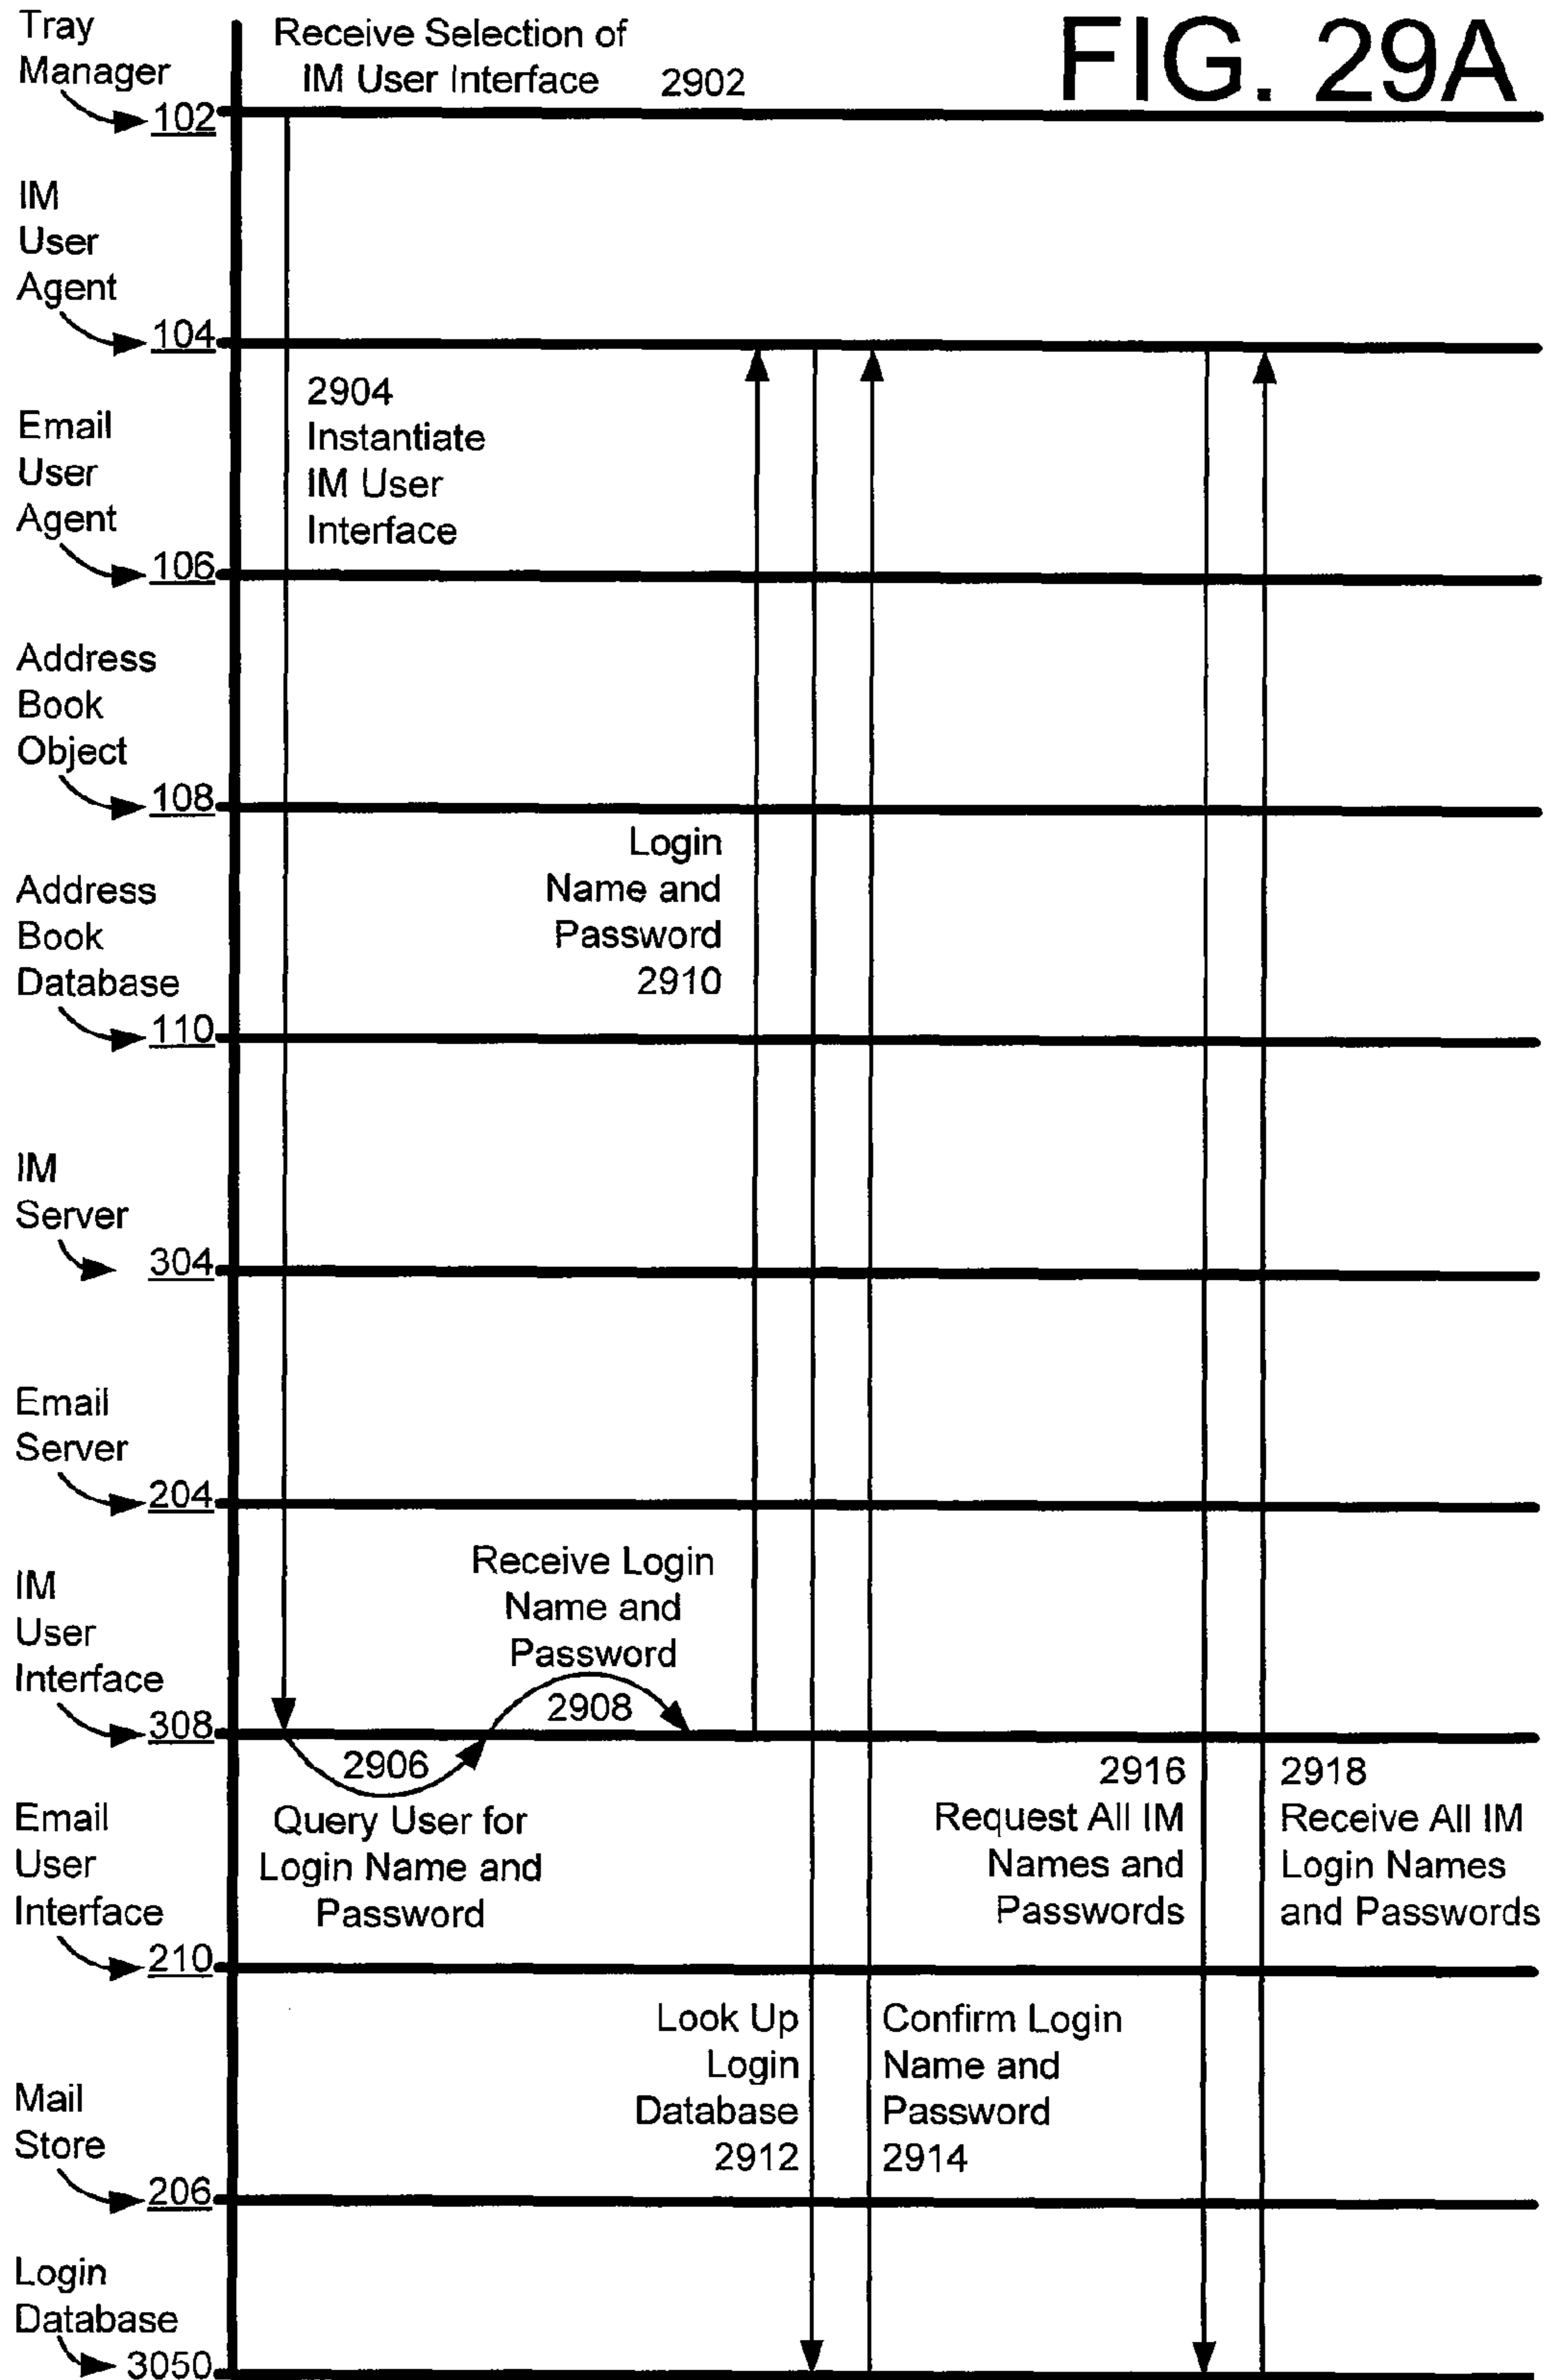 FIG. 29A
Tray
Manager
102
Receive Selection of
IM User Interface 2902
IM
User
Agent
104
2904
Instantiate
IM User
Interface
Email
User
Agent
106
Address
Book
Object
108
Login
Name and
Password
2910
Address
Book
Database
110
IM
Server
304
Email
Server
204
Receive Login
Name and
Password
2908
IM
User
Interface
308
2906
Query User for
Login Name and
Password
2916
Request All IM
Names and
Passwords
2918
Receive All IM
Login Names
and Passwords
Email
User
Interface
210
Look Up
Login
Database
2912
Confirm Login
Name and
Password
2914
Mail
Store
206
Login
Database
3050